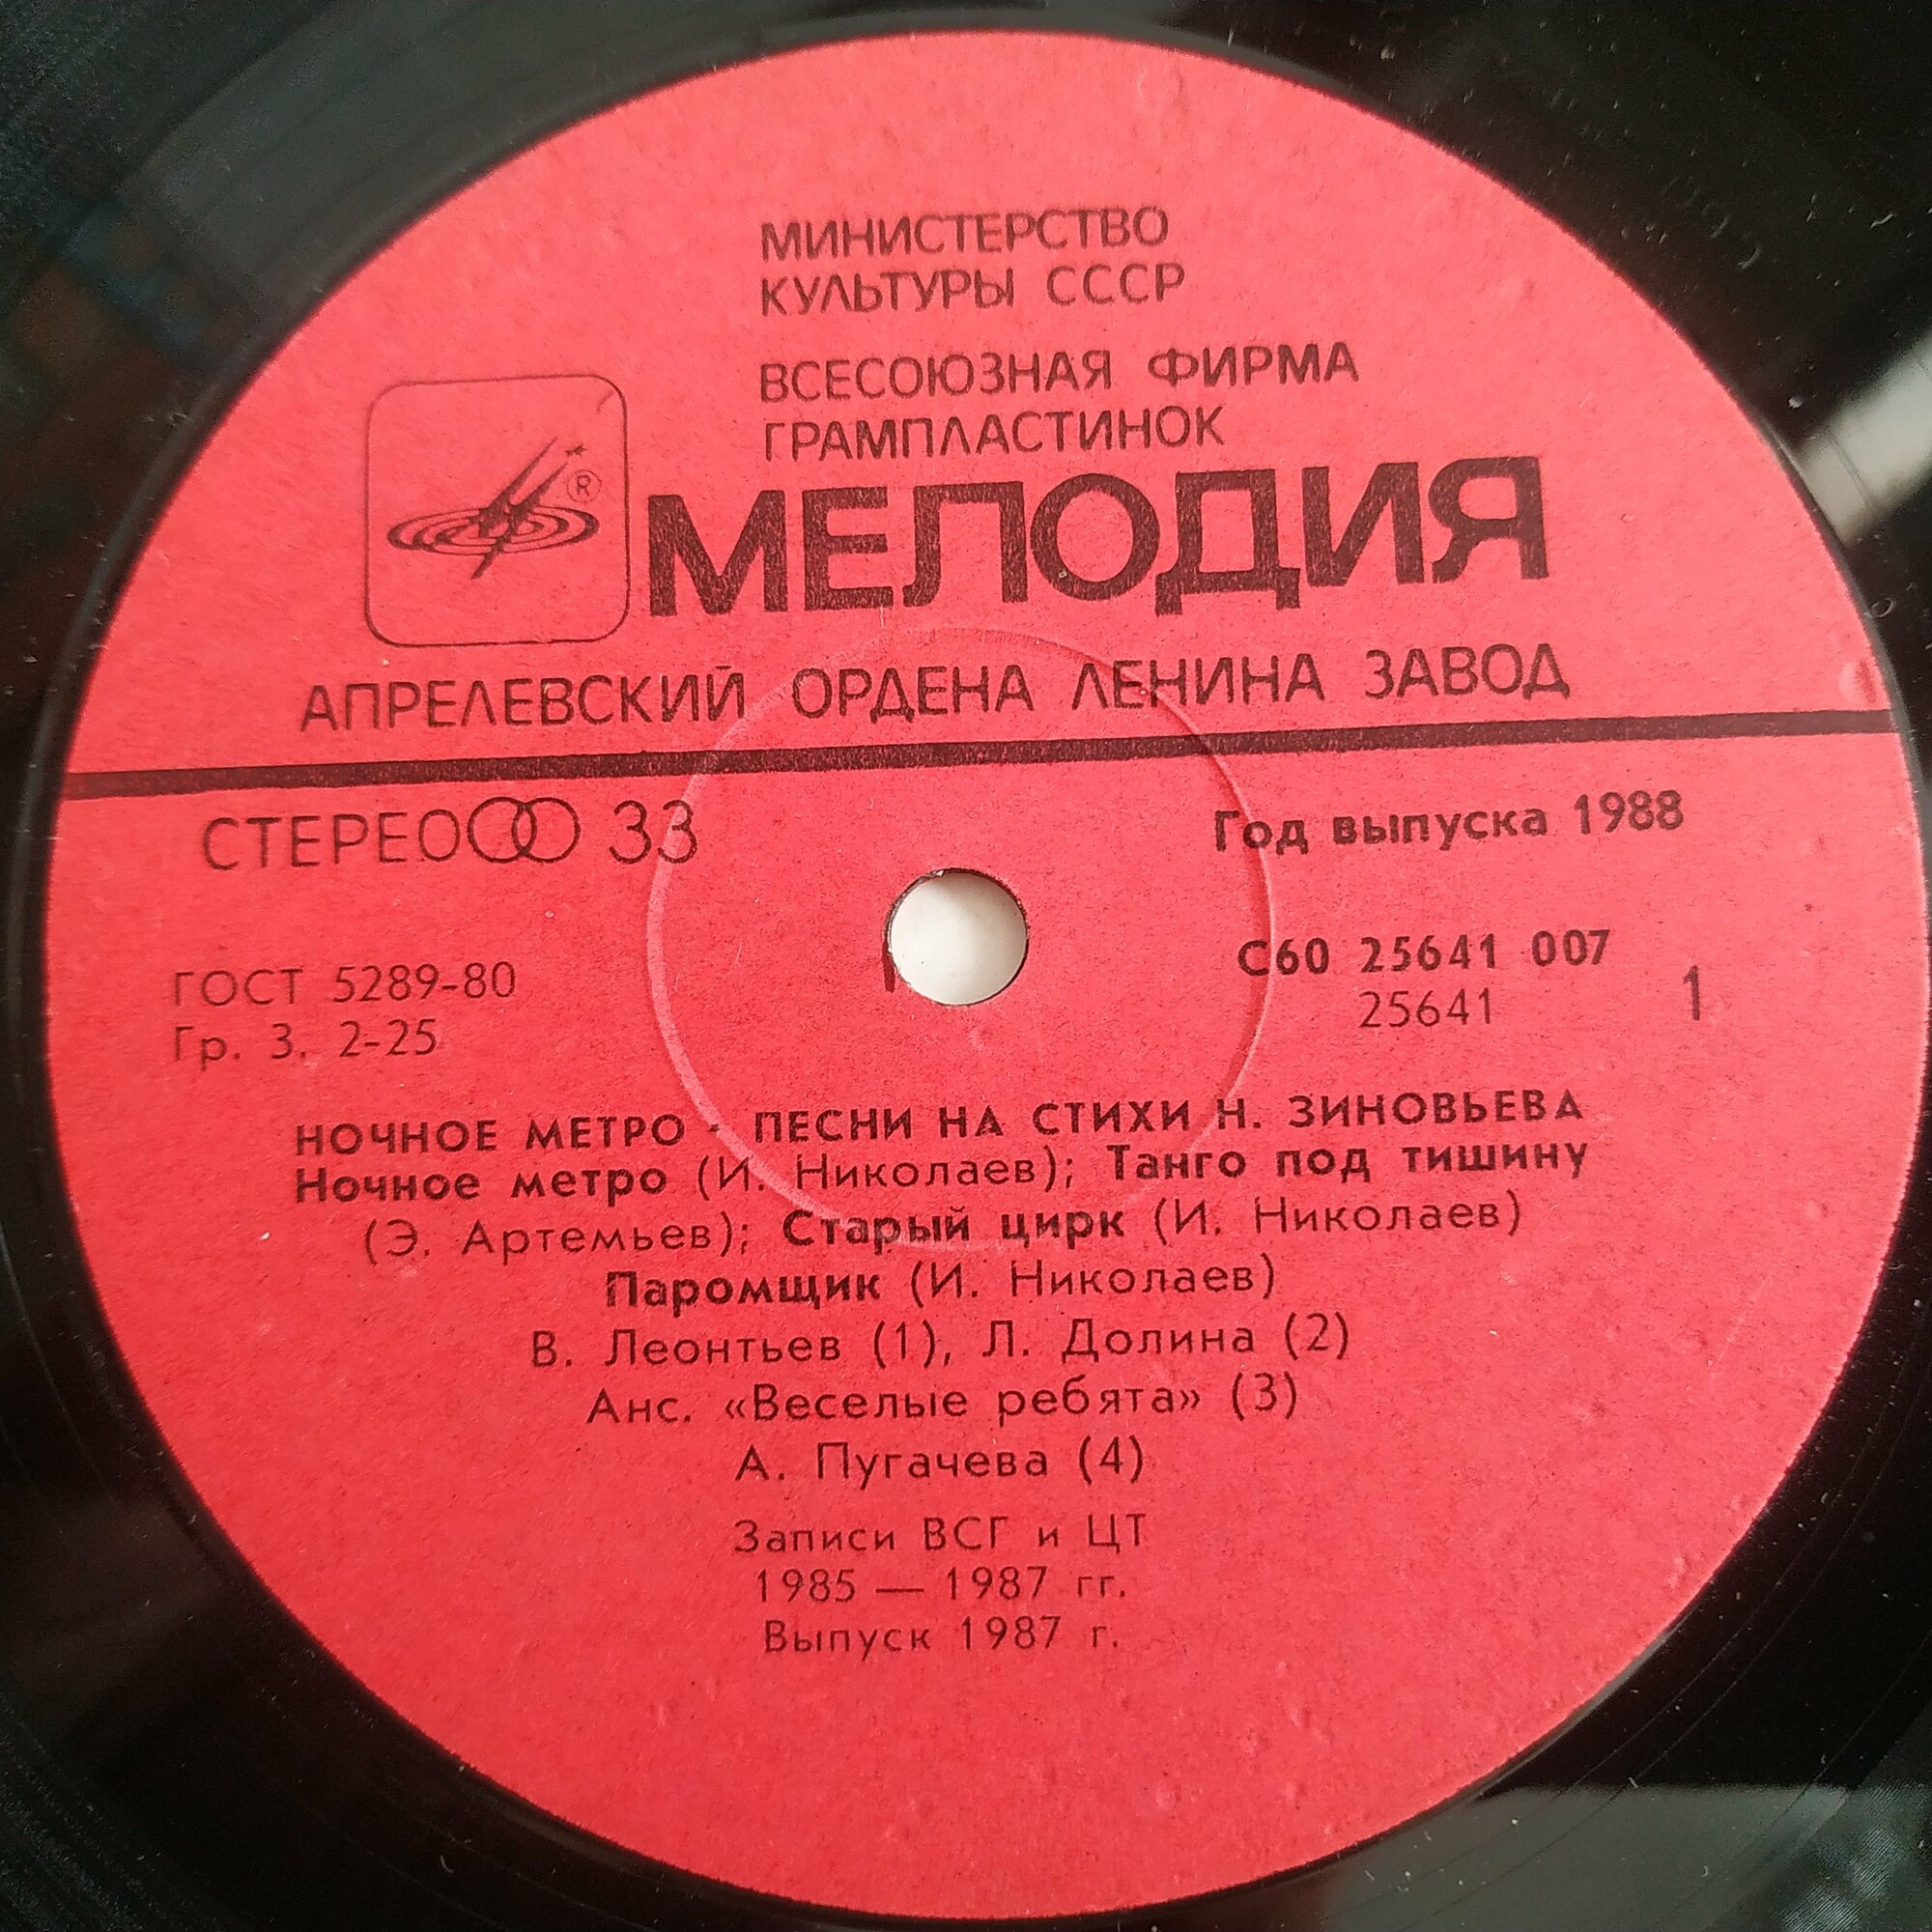 МИНИСТЕРСТВО
КУЛЬТУРЫ СССР
ВСЕСОЮЗНАЯ ФИРМА
ГРАМПЛАСТИНОК
®
МЕЛОДИЯ
АПРЕЛЕВСКИЙ ОРДЕНА ЛЕНИНА ЗАВОД
СТЕРЕО 33
Год выпуска 1988
ГОСТ 5289-80
Гр. 3. 2-25
С60 25641 007
25641
1
НОЧНОЕ МЕТРО - ПЕСНИ НА СТИХИ Н. ЗИНОВЬЕВА
Ночное метро (И. Николаев); Танго под тишину
(Э. Артемьев); Старый цирк (И. Николаев)
Паромщик (И. Николаев)
В. Леонтьев (1), Л. Долина (2)
Анс. «Веселые ребята» (3)
А. Пугачева (4)
Записи ВСГ и ЦТ
1985 — 1987 гг.
Выпуск 1987 г.